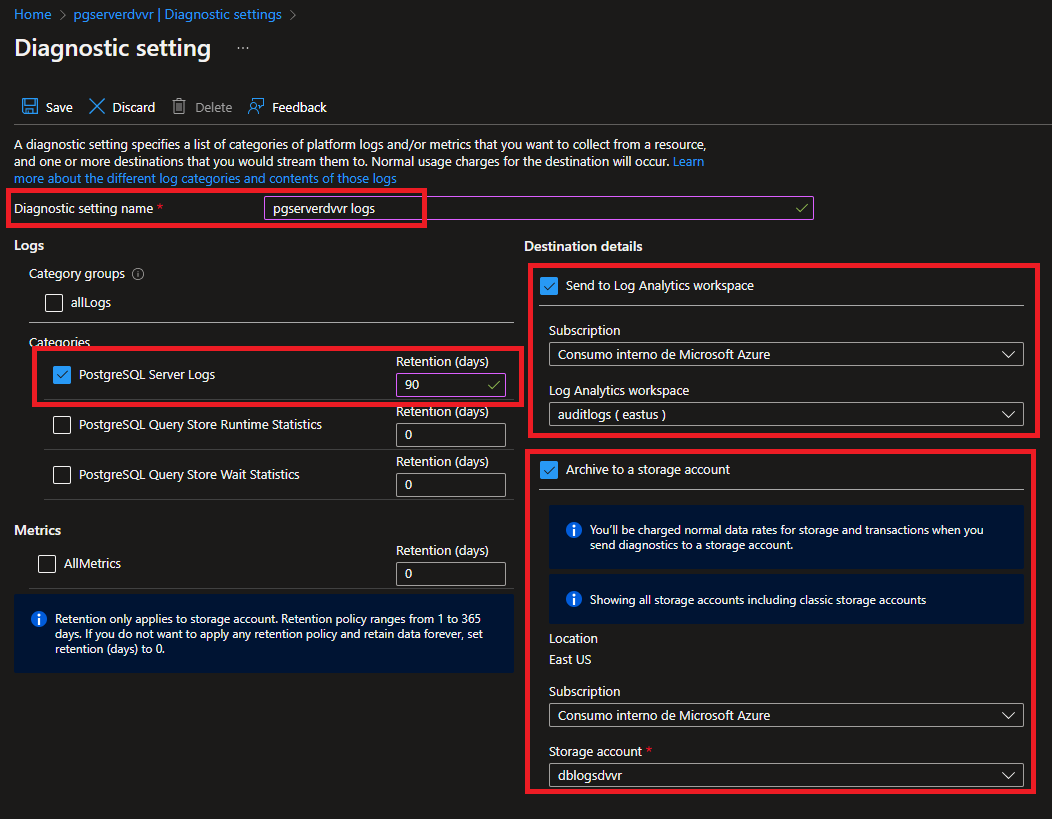 Home > pgserverdvvr | Diagnostic settings >
Diagnostic setting ...
Save Discard Delete Feedback
A diagnostic setting specifies a list of categories of platform logs and/or metrics that you want to collect from a resource,
and one or more destinations that you would stream them to. Normal usage charges for the destination will occur. Learn
more about the different log categories and contents of those logs
Diagnostic setting name * pgserverdvvr logs
Logs
Category groups
allLogs
Categories
PostgreSQL Server Logs
Retention (days)
90
PostgreSQL Query Store Runtime Statistics
Retention (days)
0
PostgreSQL Query Store Wait Statistics
Retention (days)
0
Metrics
AllMetrics
Retention (days)
0
Retention only applies to storage account. Retention policy ranges from 1 to 365
days. If you do not want to apply any retention policy and retain data forever, set
retention (days) to 0.
Destination details
Send to Log Analytics workspace
Subscription
Consumo interno de Microsoft Azure
Log Analytics workspace
auditlogs ( eastus )
Archive to a storage account
You'll be charged normal data rates for storage and transactions when you
send diagnostics to a storage account.
Showing all storage accounts including classic storage accounts
Location
East US
Subscription
Consumo interno de Microsoft Azure
Storage account *
dblogsdvvr